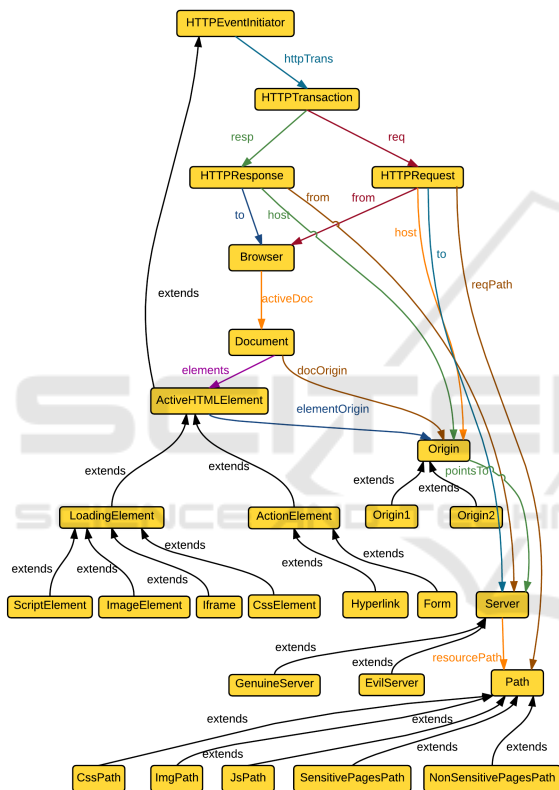 HTTPEventInitiator
httpTrans
HTTPTransaction
resp
req
HTTPResponse
HTTPRequest
from
from
to
host
host
to
Browser
reqPath
extends
activeDoc
Document
elements
docOrigin
ActiveHTMLElement
elementOrigin
Origin
extends
extends
pointsTo
extends
extends
LoadingElement
ActionElement
Origin1
Origin2
SCIENCE AND TECHN
extends
extends
extends
extends
extends
extends
ScriptElement
ImageElement
Iframe
CssElement
Hyperlink
Form
Server
extends
extends
resourcePath
GenuineServer
EvilServer
Path
extends
extends
extends
extends
extends
CssPath
ImgPath
JsPath
SensitivePagesPath
NonSensitivePagesPath